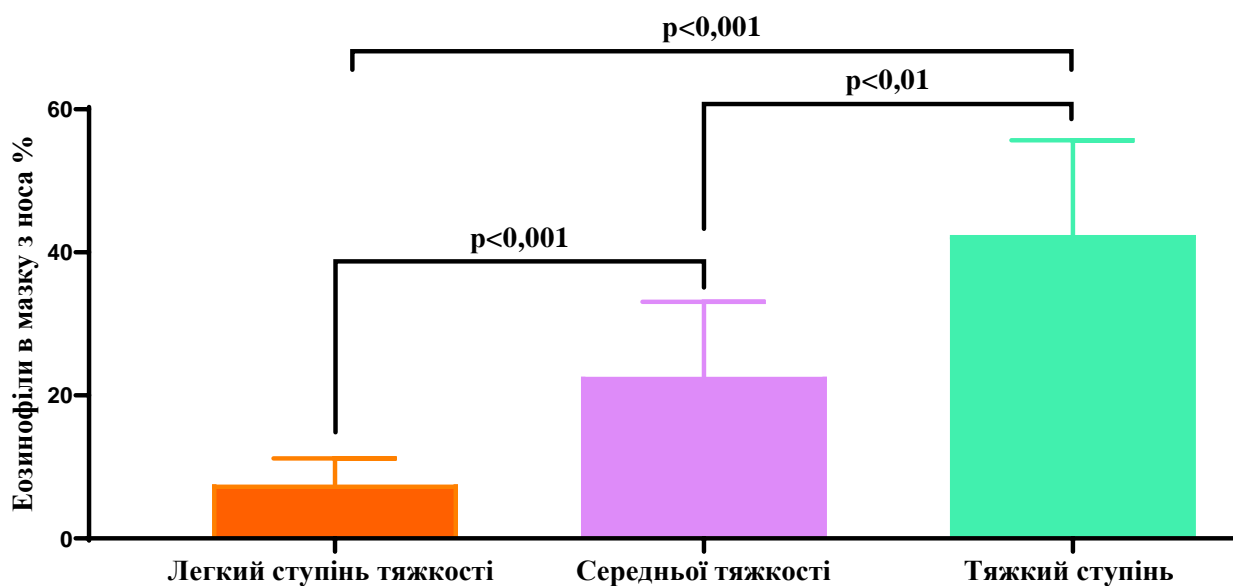 p<0,001
p<0,01
p<0,001
Еозинофіли в мазку з носа %
60
40
20
0
Легкий ступінь тяжкості
Середньої тяжкості
Тяжкий ступінь